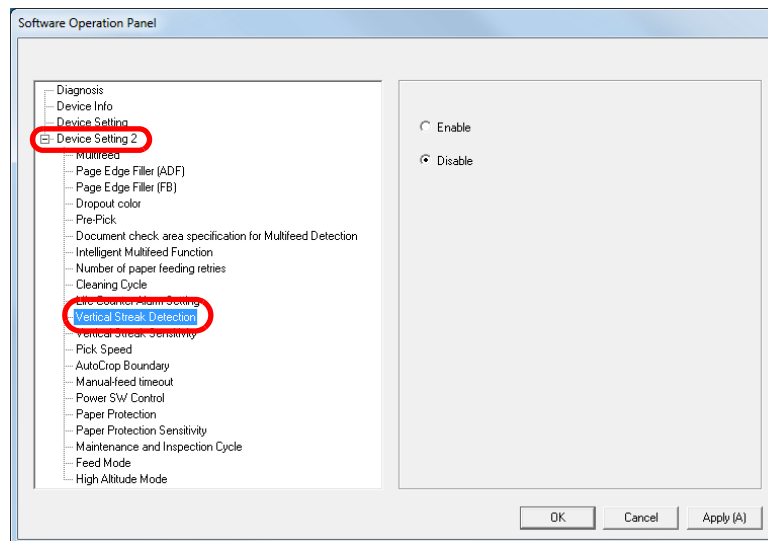 Software Operation Panel
Diagnosis
Device Info
Device Setting
Device Setting 2
Multifeed
Page Edge Filler (ADF)
Page Edge Filler (FB)
Dropout color
Pre-Pick
Document check area specification for Multifeed Detection
Intelligent Multifeed Function
Number of paper feeding retries
Cleaning Cycle
Life Counter Alarm Setting
Vertical Streak Detection
Vertical Streak Sensitivity
Pick Speed
AutoCrop Boundary
Manual-feed timeout
Power SW Control
Paper Protection
Paper Protection Sensitivity
Maintenance and Inspection Cycle
Feed Mode
High Altitude Mode
Enable
Disable
OK
Cancel
Apply (A)